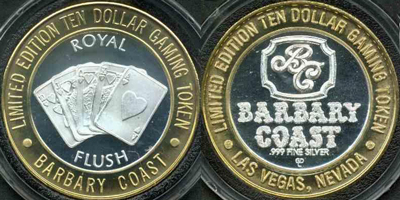 LIMITED EDITION TEN DOLLAR GAMING TOKEN
ROYAL
FLUSH
• BARBARY COAST •
LIMITED EDITION TEN DOLLAR GAMING TOKEN
BC
BARBARY
COAST
.999 FINE SILVER
• LAS VEGAS, NEVADA •